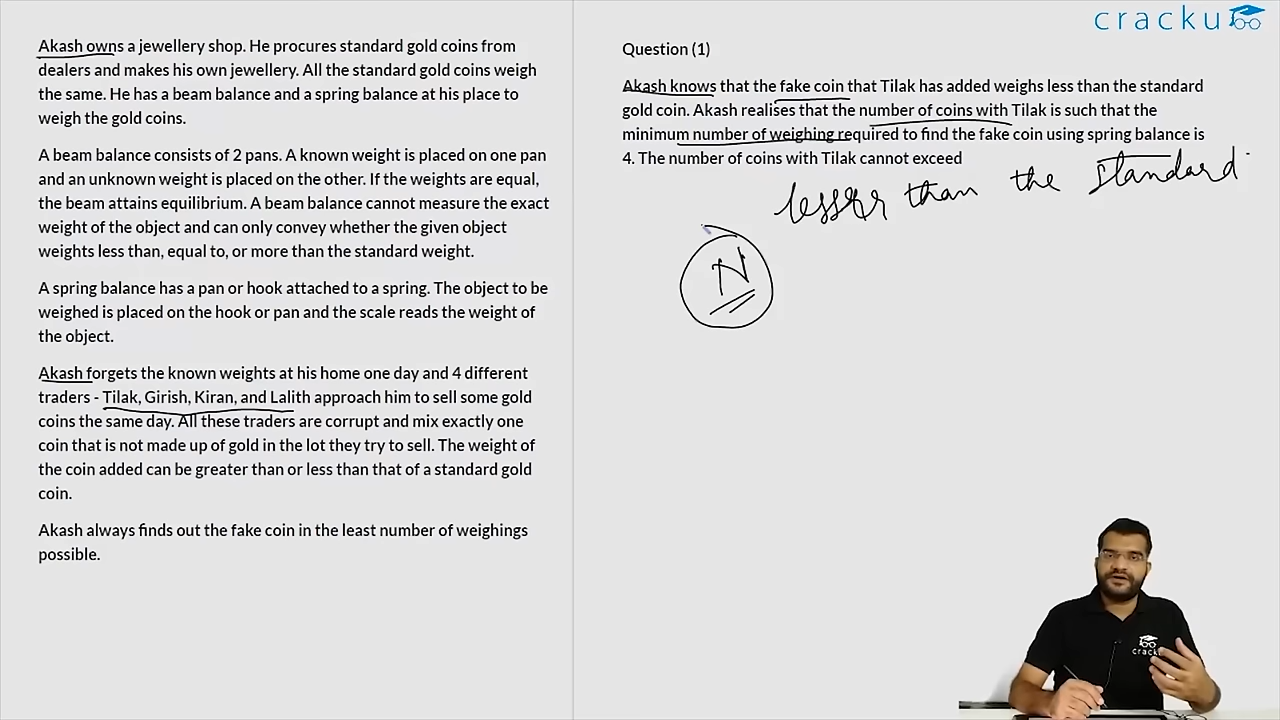 cracku
Akash owns a jewellery shop. He procures standard gold coins from
dealers and makes his own jewellery. All the standard gold coins weigh
the same. He has a beam balance and a spring balance at his place to
weigh the gold coins.
A beam balance consists of 2 pans. A known weight is placed on one pan
and an unknown weight is placed on the other. If the weights are equal,
the beam attains equilibrium. A beam balance cannot measure the exact
weight of the object and can only convey whether the given object
weights less than, equal to, or more than the standard weight.
A spring balance has a pan or hook attached to a spring. The object to be
weighed is placed on the hook or pan and the scale reads the weight of
the object.
Akash forgets the known weights at his home one day and 4 different
traders - Tilak, Girish, Kiran, and Lalith approach him to sell some gold
coins the same day. All these traders are corrupt and mix exactly one
coin that is not made up of gold in the lot they try to sell. The weight of
the coin added can be greater than or less than that of a standard gold
coin.
Akash always finds out the fake coin in the least number of weighings
possible.
Question (1)
Akash knows that the fake coin that Tilak has added weighs less than the standard
gold coin. Akash realises that the number of coins with Tilak is such that the
minimum number of weighing required to find the fake coin using spring balance is
4. The number of coins with Tilak cannot exceed
lesser than the standard
N
cracku